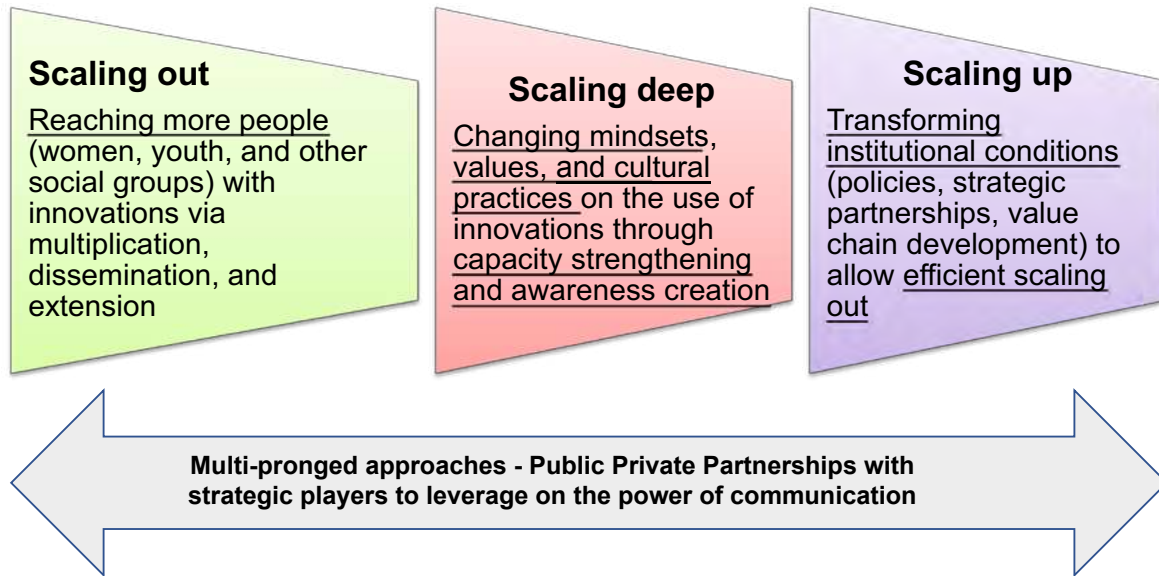 Scaling out
Reaching more people
(women, youth, and other
social groups) with
innovations via
multiplication,
dissemination, and
extension
Scaling deep
Changing mindsets,
values, and cultural
practices on the use of
innovations through
capacity strengthening
and awareness creation
Scaling up
Transforming
institutional conditions
(policies, strategic
partnerships, value
chain development) to
allow efficient scaling
out
Multi-pronged approaches - Public Private Partnerships with
strategic players to leverage on the power of communication